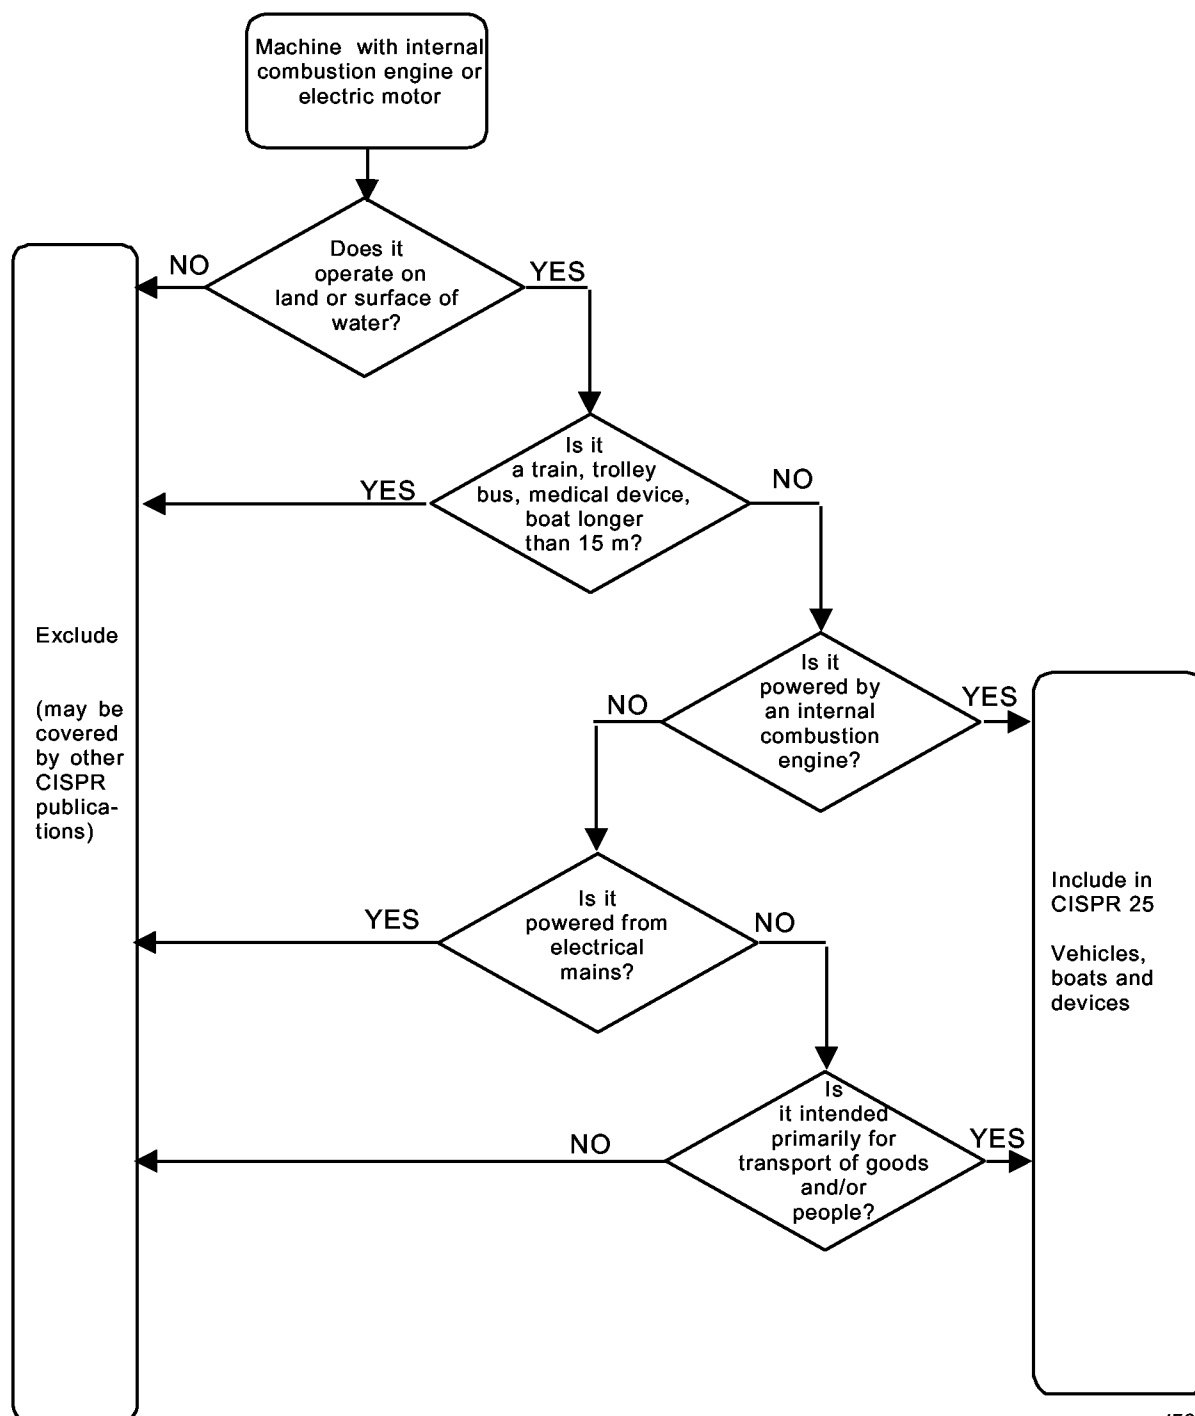 Machine with internal
combustion engine or
electric motor
Does it
operate on
land or surface of
water?
NO
YES
Is it
a train, trolley
bus, medical device,
boat longer
than 15 m?
YES
NO
Is it
powered by
an internal
combustion
engine?
NO
YES
Exclude
(may be
covered
by other
CISPR
publica-
tions)
Is it
powered from
electrical
mains?
YES
NO
Include in
CISPR 25
Vehicles,
boats and
devices
Is
it intended
primarily for
transport of goods
and/or
people?
NO
YES